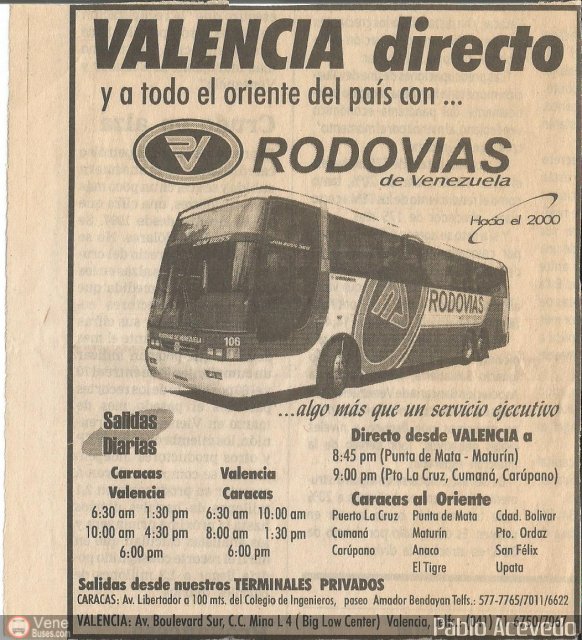 VALENCIA directo
y a todo el oriente del país con ...
RODOVIAS
de Venezuela
Hacia el 2000
RODOVIAS
106
...algo más que un servicio ejecutivo
Salidas
Diarias
Caracas
Valencia
6:30 am 1:30 pm
10:00 am 4:30 pm
6:00 pm
Valencia
Caracas
6:30 am 10:00 am
8:00 am 1:30 pm
6:00 pm
Directo desde VALENCIA a
8:45 pm (Punta de Mata - Maturín)
9:00 pm (Pto La Cruz, Cumaná, Carúpano)
Caracas al Oriente
Puerto La Cruz Punta de Mata Cdad. Bolivar
Cumaná Maturín Pto. Ordaz
Carúpano Anaco San Félix
El Tigre Upata
Salidas desde nuestros TERMINALES PRIVADOS
CARACAS: Av. Libertador a 100 mts. del Colegio de Ingenieros, paseo Amador Bendayan Telfs.: 577-7765/7011/6622
VALENCIA: Av. Boulevard Sur, C.C. Mina L 4 ( Big Low Center) Valencia, 6750/7067
Pablo Acevedo